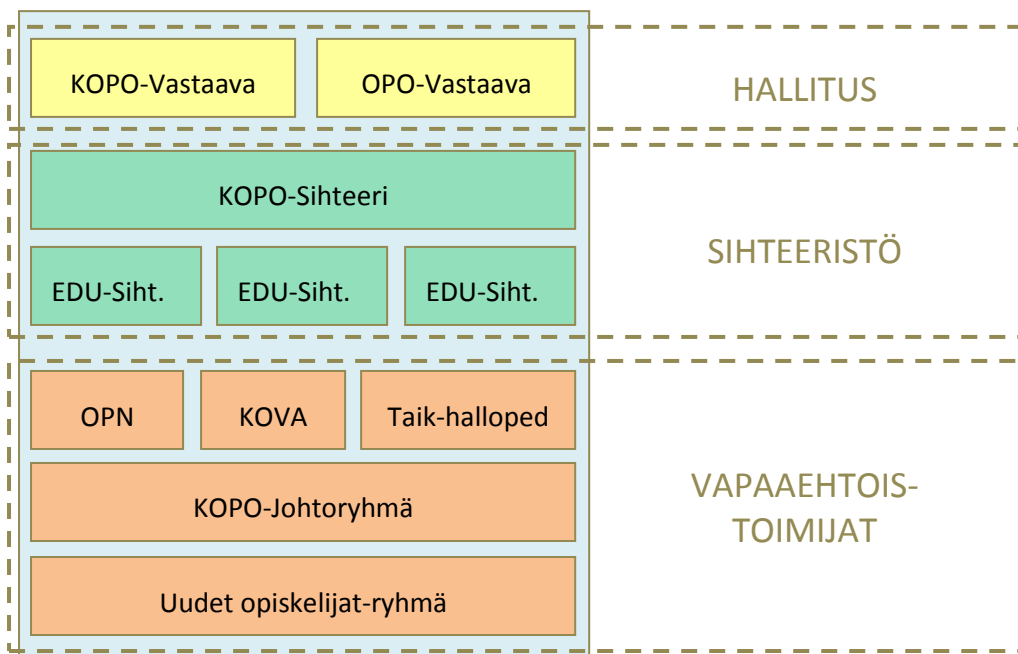 KOPO-Vastaava
OPO-Vastaava
HALLITUS
KOPO-Sihteeri
SIHTEERISTÖ
EDU-Siht.
EDU-Siht.
EDU-Siht.
OPN
KOVA
Taik-halloped
KOPO-Johtoryhmä
VAPAAEHTOIS-
TOIMIJAT
Uudet opiskelijat-ryhmä